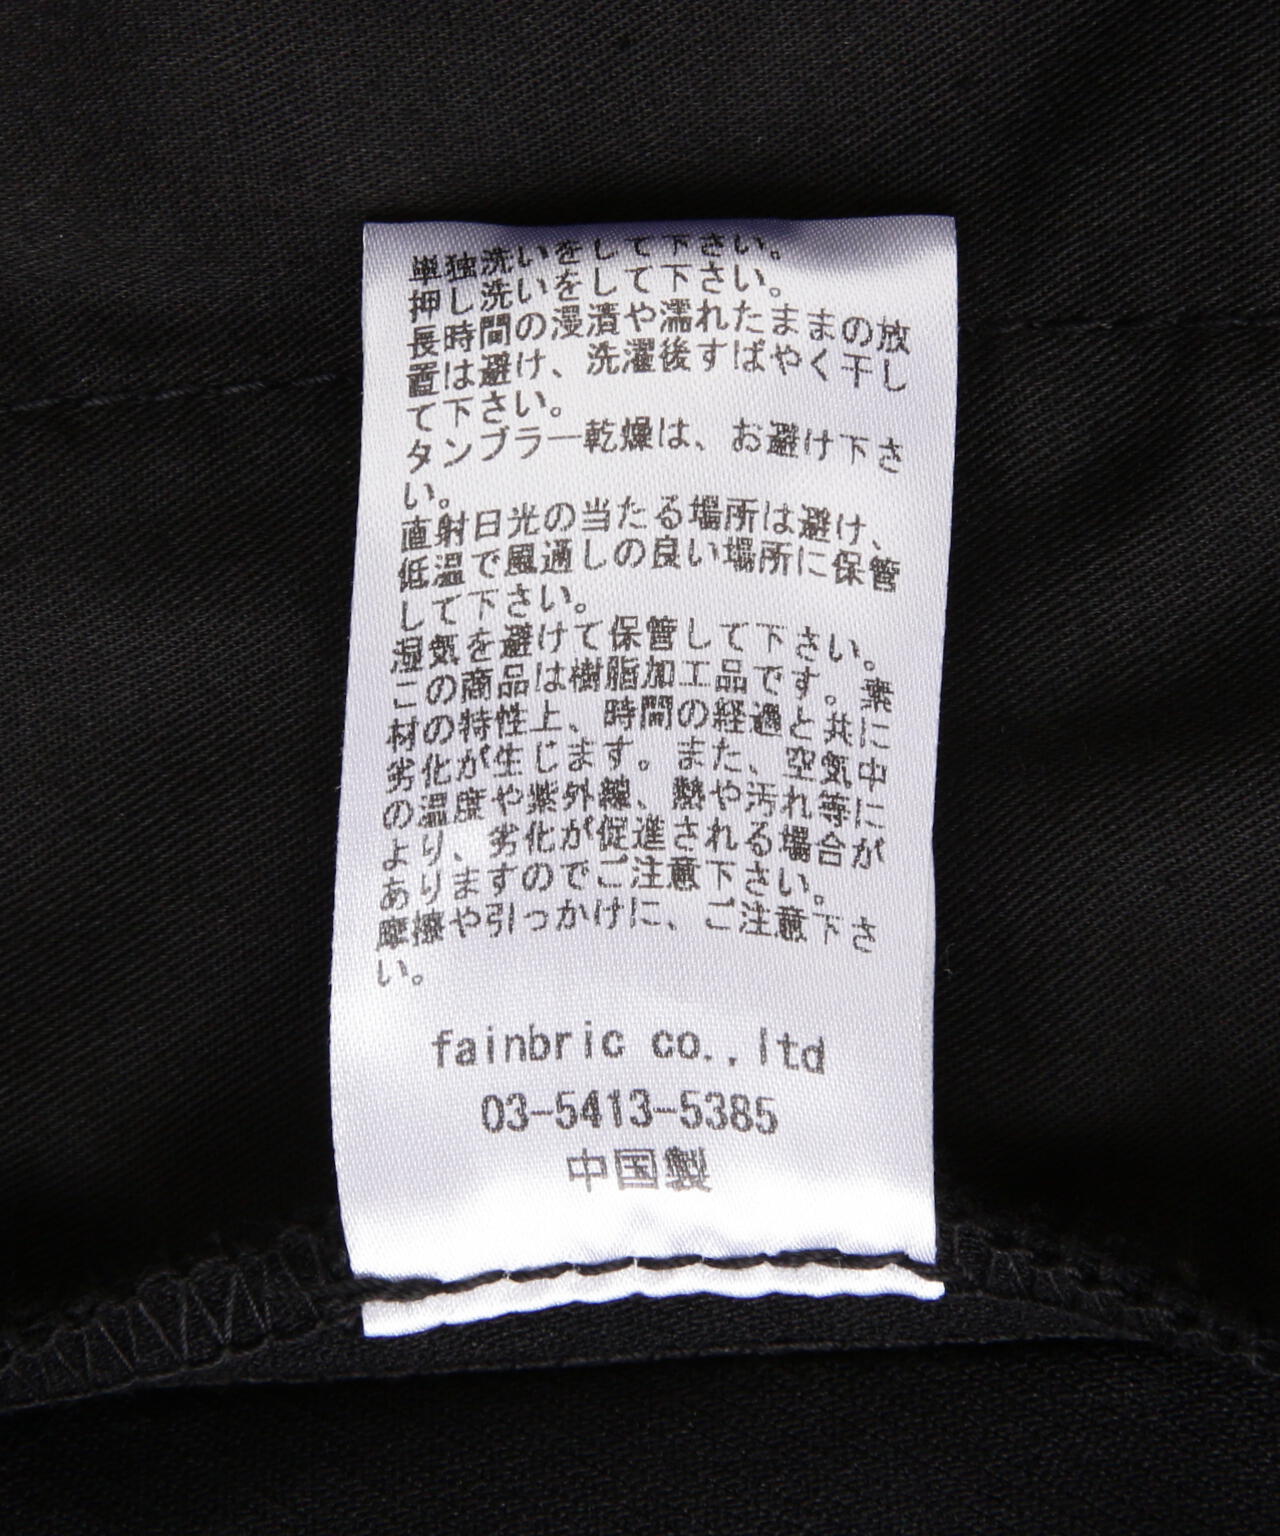 単独洗いをして下さい。
押し洗いをして下さい。
長時間の浸漬や濡れたままの放
置は避け、洗濯後すばやく干し
て下さい。
タンブラー乾燥は、お避け下さ
い。
直射日光の当たる場所は避け、
低温で風通しの良い場所に保管
して下さい。
湿気を避けて保管して下さい。
この商品は樹脂加工品です。素
材の特性上、時間の経過と共に
劣化が生じます。また、空気中
の温度や紫外線、熱や汚れ等に
より、劣化が促進される場合が
ありますのでご注意下さい。
摩擦や引っかけに、ご注意下さ
い。
fainbric co.,ltd
03-5413-5385
中国製